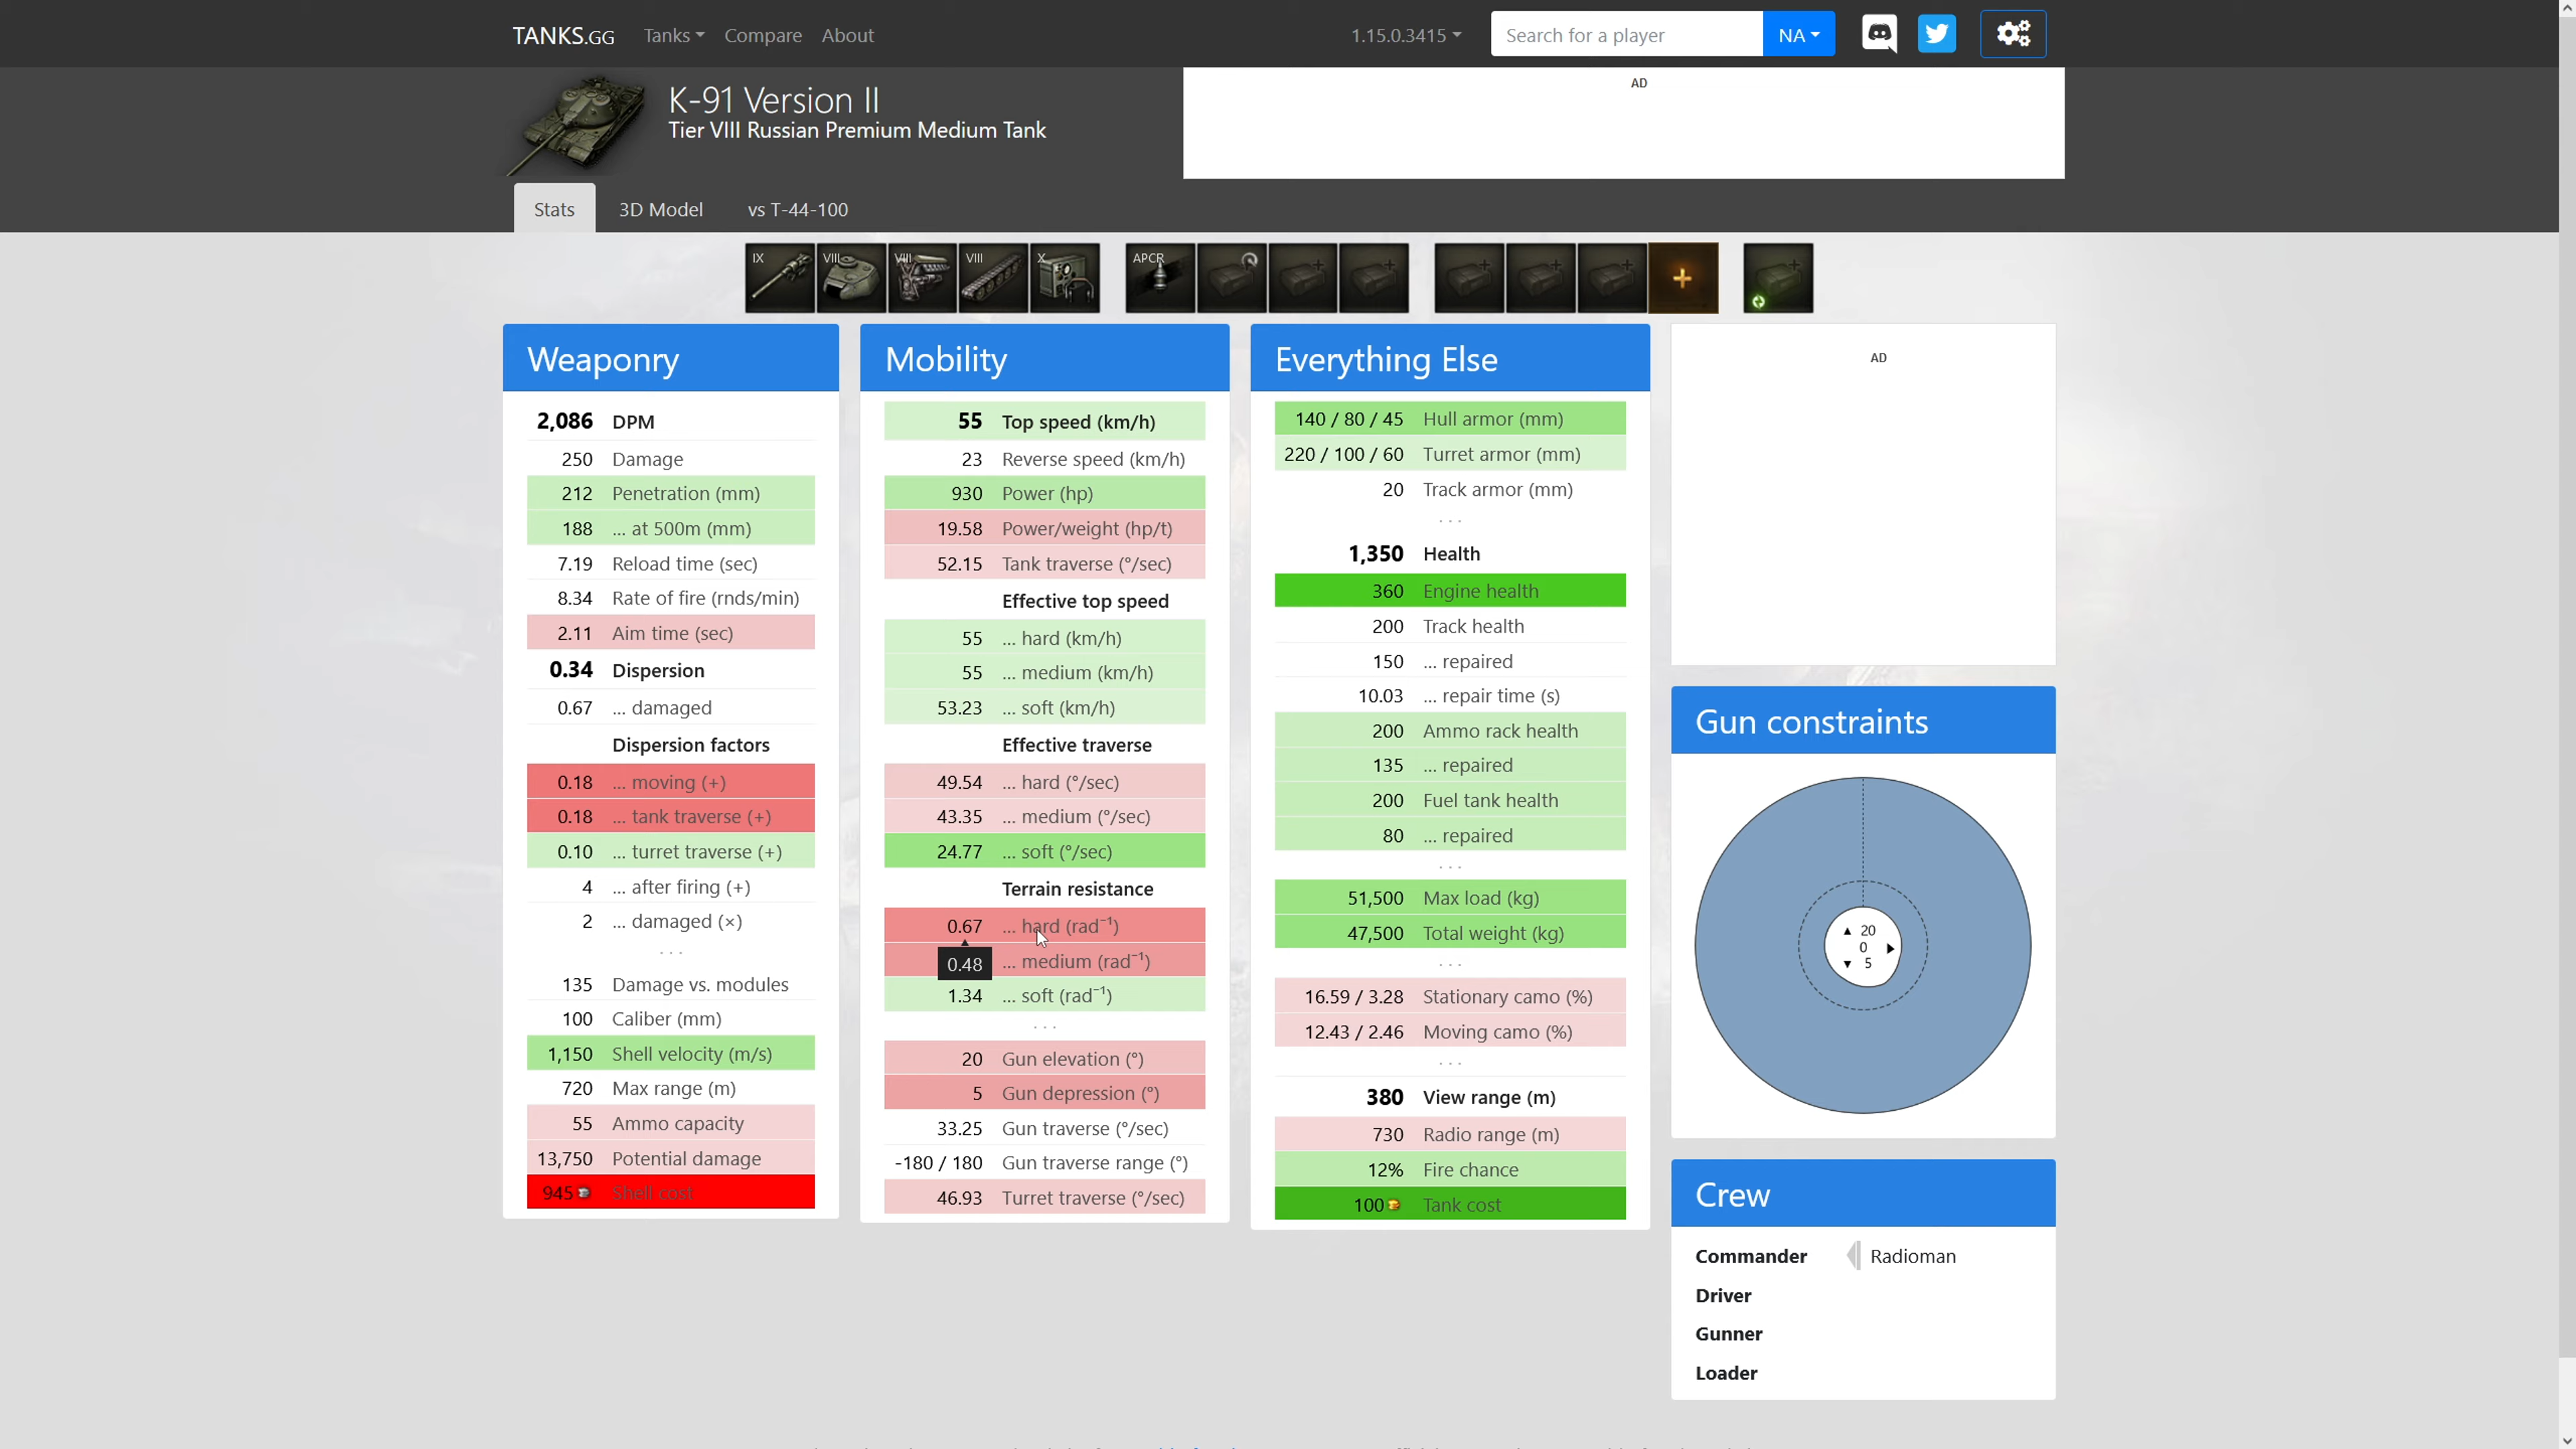 TANKS.GG Tanks Compare About 1.15.0.3415 Search for a player NA
AD
K-91 Version II
Tier VIII Russian Premium Medium Tank
Stats 3D Model vs T-44-100
IX VIII VIII VIII X APCR
Weaponry
2,086 DPM
250 Damage
212 Penetration (mm)
188 ... at 500m (mm)
7.19 Reload time (sec)
8.34 Rate of fire (rnds/min)
2.11 Aim time (sec)
0.34 Dispersion
0.67 ... damaged
Dispersion factors
0.18 ... moving (+)
0.18 ... tank traverse (+)
0.10 ... turret traverse (+)
4 ... after firing (+)
2 ... damaged (×)
...
135 Damage vs. modules
100 Caliber (mm)
1,150 Shell velocity (m/s)
720 Max range (m)
55 Ammo capacity
13,750 Potential damage
945 Shell cost
Mobility
55 Top speed (km/h)
23 Reverse speed (km/h)
930 Power (hp)
19.58 Power/weight (hp/t)
52.15 Tank traverse (°/sec)
Effective top speed
55 ... hard (km/h)
55 ... medium (km/h)
53.23 ... soft (km/h)
Effective traverse
49.54 ... hard (°/sec)
43.35 ... medium (°/sec)
24.77 ... soft (°/sec)
Terrain resistance
0.67 ... hard (rad⁻¹)
0.48 ... medium (rad⁻¹)
1.34 ... soft (rad⁻¹)
...
20 Gun elevation (°)
5 Gun depression (°)
33.25 Gun traverse (°/sec)
-180 / 180 Gun traverse range (°)
46.93 Turret traverse (°/sec)
Everything Else
140 / 80 / 45 Hull armor (mm)
220 / 100 / 60 Turret armor (mm)
20 Track armor (mm)
...
1,350 Health
360 Engine health
200 Track health
150 ... repaired
10.03 ... repair time (s)
200 Ammo rack health
135 ... repaired
200 Fuel tank health
80 ... repaired
...
51,500 Max load (kg)
47,500 Total weight (kg)
...
16.59 / 3.28 Stationary camo (%)
12.43 / 2.46 Moving camo (%)
...
380 View range (m)
730 Radio range (m)
12% Fire chance
100 Tank cost
AD
Gun constraints
▲ 20
0 ▶
▼ 5
Crew
Commander Radioman
Driver
Gunner
Loader